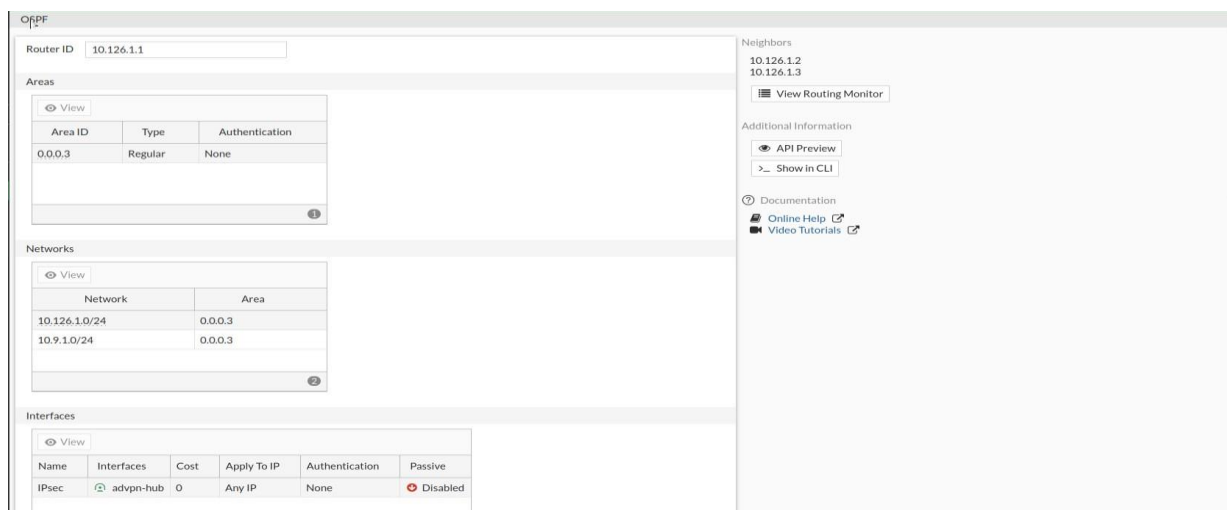 OSPF
Router ID 10.126.1.1
Areas
View
Area ID Type Authentication
0.0.0.3 Regular None
1
Networks
View
Network Area
10.126.1.0/24 0.0.0.3
10.9.1.0/24 0.0.0.3
2
Interfaces
View
Name Interfaces Cost Apply To IP Authentication Passive
IPsec advpn-hub 0 Any IP None Disabled
Neighbors
10.126.1.2
10.126.1.3
View Routing Monitor
Additional Information
API Preview
>_ Show in CLI
Documentation
Online Help
Video Tutorials